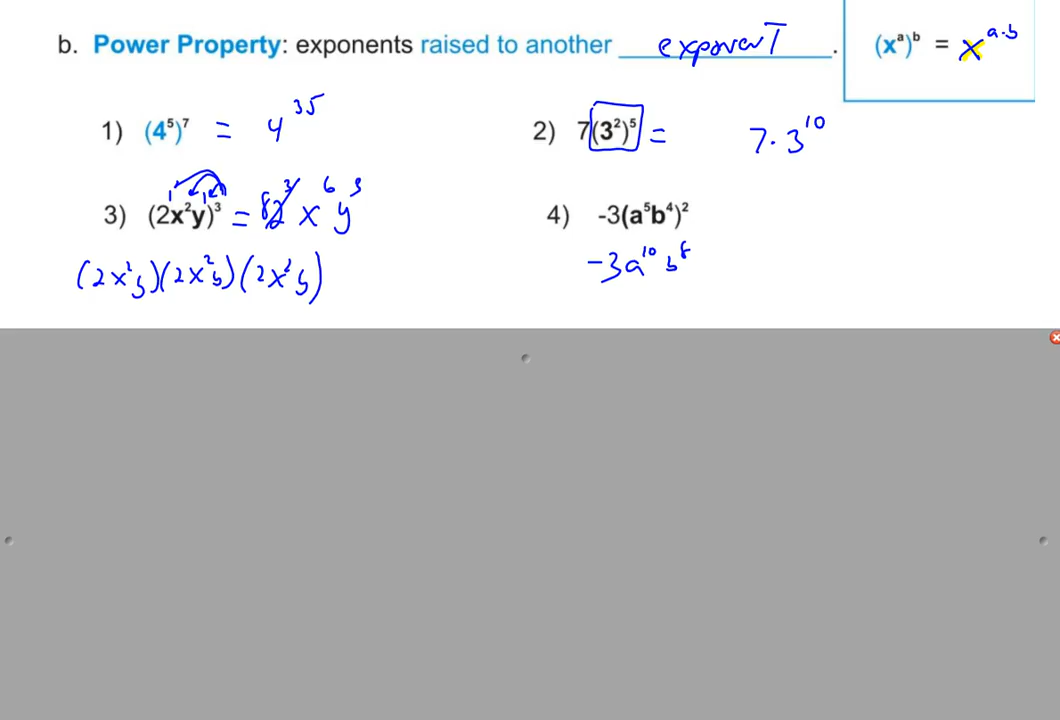 b. Power Property: exponents raised to another exponent. (xᵃ)ᵇ = x^a·b
1) (4⁵)⁷ = 4³⁵ 2) 7(3²)⁵ = 7·3¹⁰
3) (2x²y)³ = 8 2³ x⁶ y³ 4) -3(a⁵b⁴)²
(2x²y)(2x²y)(2x²y) -3a¹⁰b⁸